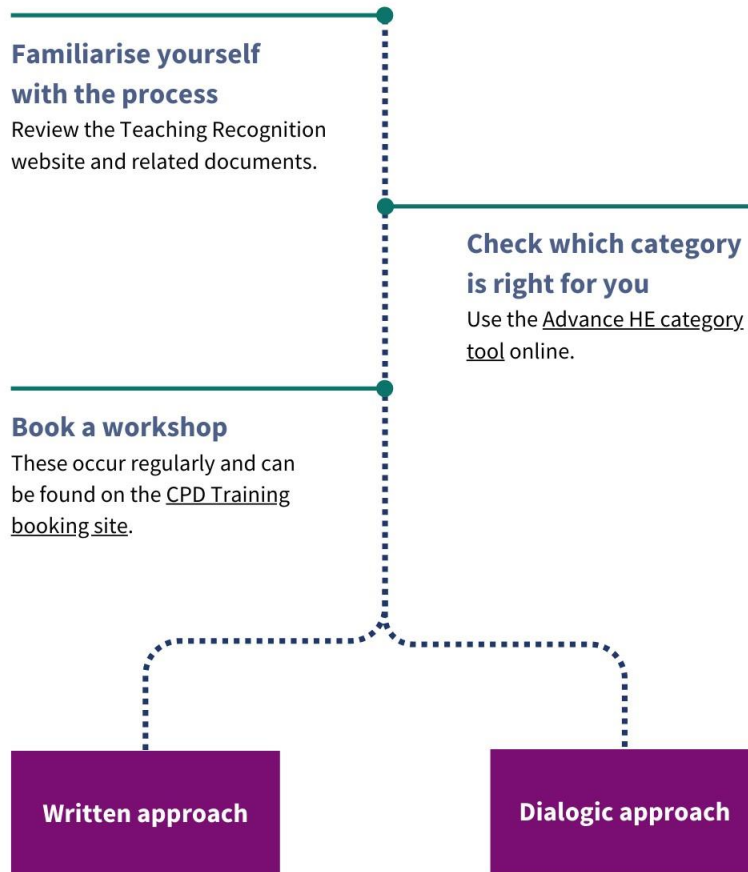 Familiarise yourself
with the process
Review the Teaching Recognition
website and related documents.
Check which category
is right for you
Use the Advance HE category
tool online.
Book a workshop
These occur regularly and can
be found on the CPD Training
booking site.
Written approach
Dialogic approach